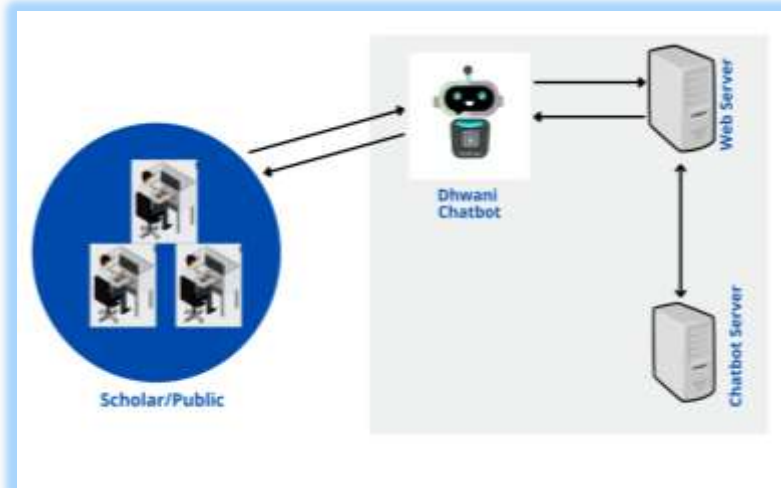 Dhwani
Chatbot
Web Server
Chatbot Server
Scholar/Public